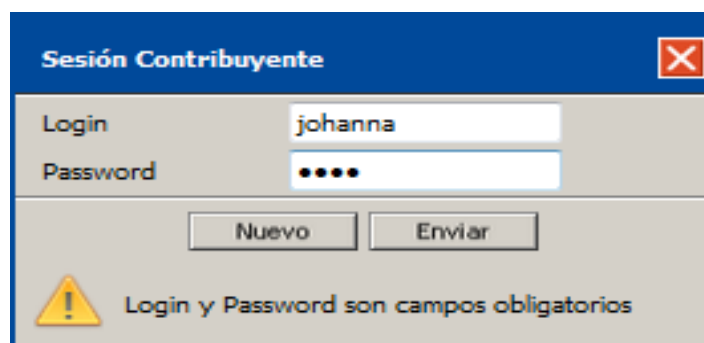 Sesión Contribuyente
Login johanna
Password ••••
Nuevo Enviar
Login y Password son campos obligatorios